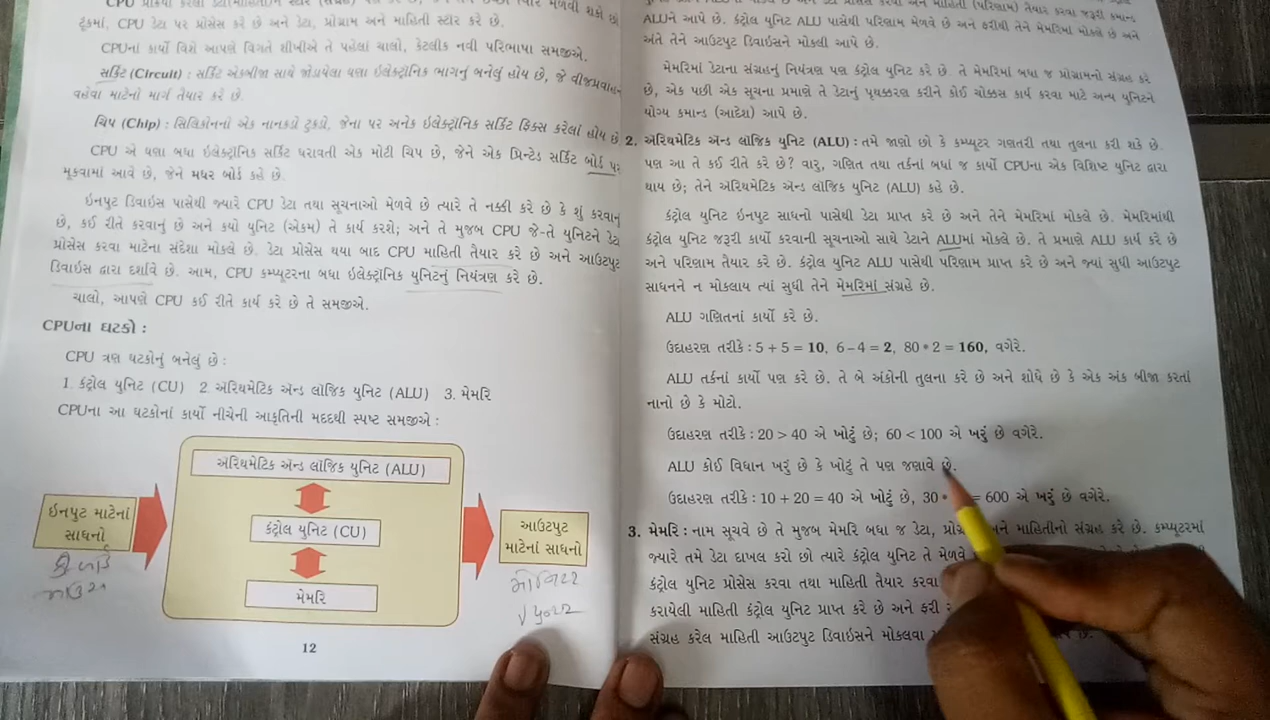 ટૂંકમાં, CPU ડેટા પર પ્રોસેસ કરે છે અને ડેટા, પ્રોગ્રામ અને માહિતી સ્ટોર કરે છે.
CPUનાં કાર્યો વિશે આપણે વિગતે શીખીએ તે પહેલાં ચાલો, કેટલીક નવી પરિભાષા સમજીએ.
સર્કિટ (Circuit) : સર્કિટ એકબીજા સાથે જોડાયેલા ઘણા ઇલેક્ટ્રૉનિક ભાગનું બનેલું હોય છે, જે વીજપ્રવાહને
વહેવા માટેનો માર્ગ તૈયાર કરે છે.
ચિપ (Chip) : સિલિકોનનો એક નાનકડો ટુકડો, જેના પર અનેક ઇલેક્ટ્રૉનિક સર્કિટ ફિક્સ કરેલાં હોય છે.
CPU એ ઘણા બધા ઇલેક્ટ્રૉનિક સર્કિટ ધરાવતી એક મોટી ચિપ છે, જેને એક પ્રિન્ટેડ સર્કિટ બોર્ડ પર
મૂકવામાં આવે છે, જેને મધર બોર્ડ કહે છે.
ઇનપુટ ડિવાઇસ પાસેથી જ્યારે CPU ડેટા તથા સૂચનાઓ મેળવે છે ત્યારે તે નક્કી કરે છે કે શું કરવાનું
છે, કઈ રીતે કરવાનું છે અને કયો યુનિટ (એકમ) તે કાર્ય કરશે; અને તે મુજબ CPU જે-તે યુનિટને ડેટા
પ્રોસેસ કરવા માટેના સંદેશા મોકલે છે. ડેટા પ્રોસેસ થયા બાદ CPU માહિતી તૈયાર કરે છે અને આઉટપુટ
ડિવાઇસ દ્વારા દર્શાવે છે. આમ, CPU કમ્પ્યૂટરના બધા ઇલેક્ટ્રૉનિક યુનિટનું નિયંત્રણ કરે છે.
ચાલો, આપણે CPU કઈ રીતે કાર્ય કરે છે તે સમજીએ.
CPUના ઘટકો :
CPU ત્રણ ઘટકોનું બનેલું છે :
1. કંટ્રોલ યુનિટ (CU) 2. ઍરિથમેટિક ઍન્ડ લૉજિક યુનિટ (ALU) 3. મેમરિ
CPUના આ ઘટકોનાં કાર્યો નીચેની આકૃતિની મદદથી સ્પષ્ટ સમજીએ :
ઍરિથમેટિક ઍન્ડ લૉજિક યુનિટ (ALU)
ઇનપુટ માટેનાં
સાધનો
કંટ્રોલ યુનિટ (CU)
આઉટપુટ
માટેનાં સાધનો
મેમરિ
કીબોર્ડ
માઉસ
મોનિટર
પ્રિન્ટર
12
ALUને આપે છે. કંટ્રોલ યુનિટ ALU પાસેથી પરિણામ મેળવે છે અને ફરીથી તેને મેમરિમાં મોકલે છે અને
અંતે તેને આઉટપુટ ડિવાઇસને મોકલી આપે છે.
મેમરિમાં ડેટાના સંગ્રહનું નિયંત્રણ પણ કંટ્રોલ યુનિટ કરે છે. તે મેમરિમાં બધા જ પ્રોગ્રામનો સંગ્રહ કરે
છે, એક પછી એક સૂચના પ્રમાણે તે ડેટાનું પૃથક્કરણ કરીને કોઈ ચોક્કસ કાર્ય કરવા માટે અન્ય યુનિટને
યોગ્ય કમાન્ડ (આદેશ) આપે છે.
2. ઍરિથમેટિક ઍન્ડ લૉજિક યુનિટ (ALU) : તમે જાણો છો કે કમ્પ્યૂટર ગણતરી તથા તુલના કરી શકે છે.
પણ આ તે કઈ રીતે કરે છે? વારુ, ગણિત તથા તર્કનાં બધાં જ કાર્યો CPUના એક વિશિષ્ટ યુનિટ દ્વારા
થાય છે; તેને ઍરિથમેટિક ઍન્ડ લૉજિક યુનિટ (ALU) કહે છે.
કંટ્રોલ યુનિટ ઇનપુટ સાધનો પાસેથી ડેટા પ્રાપ્ત કરે છે અને તેને મેમરિમાં મોકલે છે. મેમરિમાંથી
કંટ્રોલ યુનિટ જરૂરી કાર્યો કરવાની સૂચનાઓ સાથે ડેટાને ALUમાં મોકલે છે. તે પ્રમાણે ALU કાર્ય કરે છે
અને પરિણામ તૈયાર કરે છે. કંટ્રોલ યુનિટ ALU પાસેથી પરિણામ પ્રાપ્ત કરે છે અને જ્યાં સુધી આઉટપુટ
સાધનને ન મોકલાય ત્યાં સુધી તેને મેમરિમાં સંગ્રહે છે.
ALU ગણિતનાં કાર્યો કરે છે.
ઉદાહરણ તરીકે : 5 + 5 = 10, 6 – 4 = 2, 80 * 2 = 160, વગેરે.
ALU તર્કનાં કાર્યો પણ કરે છે. તે બે અંકોની તુલના કરે છે અને શોધે છે કે એક અંક બીજા કરતાં
નાનો છે કે મોટો.
ઉદાહરણ તરીકે : 20 > 40 એ ખોટું છે; 60 < 100 એ ખરું છે વગેરે.
ALU કોઈ વિધાન ખરું છે કે ખોટું તે પણ જણાવે છે.
ઉદાહરણ તરીકે : 10 + 20 = 40 એ ખોટું છે, 30 * = 600 એ ખરું છે વગેરે.
3. મેમરિ : નામ સૂચવે છે તે મુજબ મેમરિ બધા જ ડેટા, અને માહિતીનો સંગ્રહ કરે છે. કમ્પ્યૂટરમાં
જ્યારે તમે ડેટા દાખલ કરો છો ત્યારે કંટ્રોલ યુનિટ તે મેળવે
કંટ્રોલ યુનિટ પ્રોસેસ કરવા તથા માહિતી તૈયાર કરવા
કરાયેલી માહિતી કંટ્રોલ યુનિટ પ્રાપ્ત કરે છે અને ફરી
સંગ્રહ કરેલ માહિતી આઉટપુટ ડિવાઇસને મોકલવા